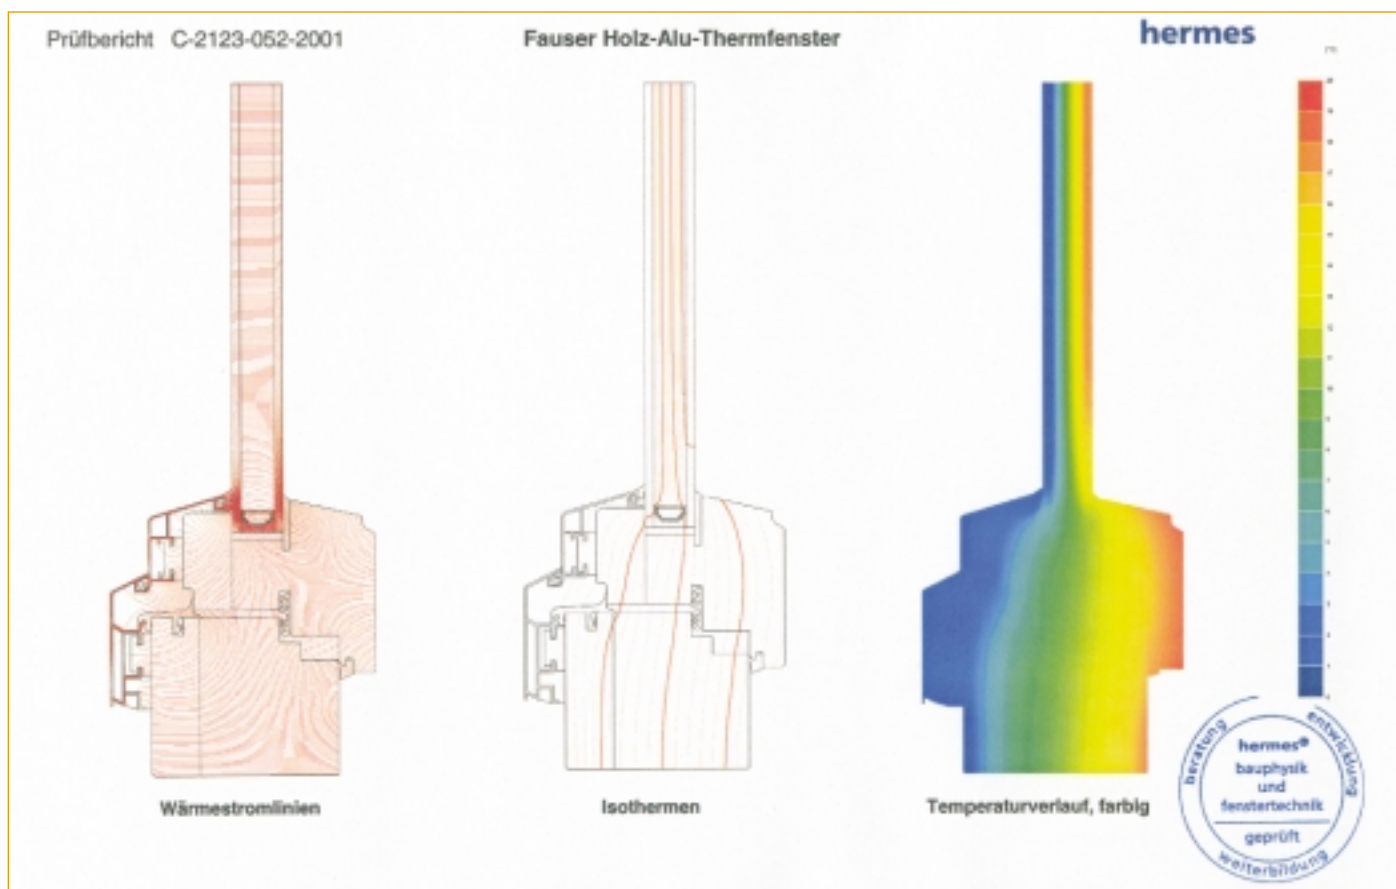 Prüfbericht C-2123-052-2001
Fauser Holz-Alu-Thermfenster
hermes
Wärmestromlinien
Isothermen
Temperaturverlauf, farbig
beratung
entwicklung
hermes®
bauphysik
und
fenstertechnik
geprüft
weiterbildung